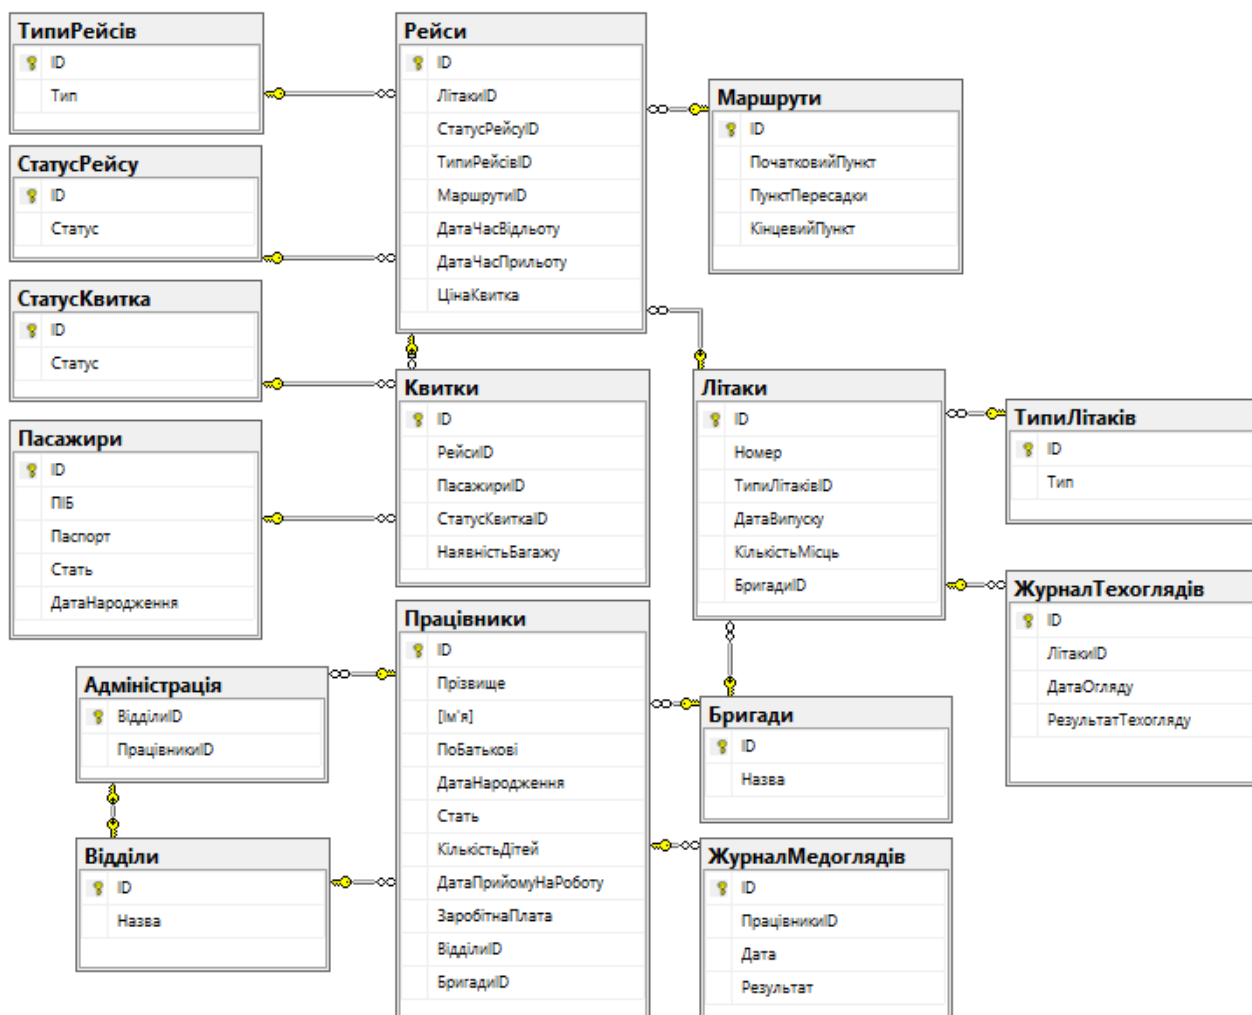 ТипиРейсів
ID
Тип
СтатусРейсу
ID
Статус
СтатусКвитка
ID
Статус
Пасажири
ID
ПІБ
Паспорт
Стать
ДатаНародження
Рейси
ID
ЛітакиID
СтатусРейсуID
ТипиРейсівID
МаршрутиID
ДатаЧасВідльоту
ДатаЧасПрильоту
ЦінаКвитка
Маршрути
ID
ПочатковийПункт
ПунктПересадки
КінцевийПункт
Квитки
ID
РейсиID
ПасажириID
СтатусКвиткаID
НаявністьБагажу
Літаки
ID
Номер
ТипиЛітаківID
ДатаВипуску
КількістьМісць
БригадиID
ТипиЛітаків
ID
Тип
ЖурналТехоглядів
ID
ЛітакиID
ДатаОгляду
РезультатТехогляду
Адміністрація
ВідділиID
ПрацівникиID
Відділи
ID
Назва
Працівники
ID
Прізвище
[Ім'я]
ПоБатькові
ДатаНародження
Стать
КількістьДітей
ДатаПрийомуНаРоботу
ЗаробітнаПлата
ВідділиID
БригадиID
Бригади
ID
Назва
ЖурналМедоглядів
ID
ПрацівникиID
Дата
Результат